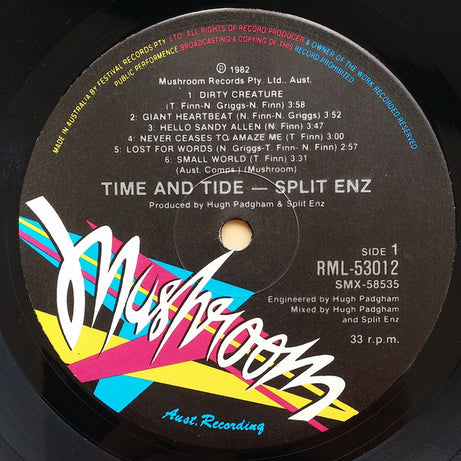 MADE IN AUSTRALIA BY FESTIVAL RECORDS PTY. LTD. ALL RIGHTS OF RECORD PRODUCER & OWNER OF THE WORK RECORDED RESERVED
PUBLIC PERFORMENCE, BROADCASTING & COPYING OF THIS RECORD PROHIBITED
℗ 1982
Mushroom Records Pty. Ltd., Aust.
1: DIRTY CREATURE
(T. Finn-N. Griggs-N. Finn) 3:58
2: GIANT HEARTBEAT (N. Finn-N. Griggs) 3:52
3: HELLO SANDY ALLEN (N. Finn) 3:47
4: NEVER CEASES TO AMAZE ME (T Finn) 3:00
5: LOST FOR WORDS (N Griggs-T. Finn- N. Finn) 2:57
6: SMALL WORLD (T. Finn) 3:31
(Aust. Comps.) (Mushroom)
TIME AND TIDE — SPLIT ENZ
Produced by Hugh Padgham & Split Enz
SIDE 1
RML-53012
SMX-58535
Engineered by Hugh Padgham
Mixed by Hugh Padgham
and Split Enz
33 r.p.m.
Mushroom
Aust. Recording